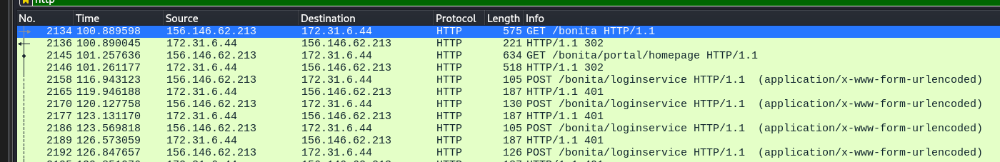 http
No. Time Source Destination Protocol Length Info
2134 100.889598 156.146.62.213 172.31.6.44 HTTP 575 GET /bonita HTTP/1.1
2136 100.890045 172.31.6.44 156.146.62.213 HTTP 221 HTTP/1.1 302
2145 101.257636 156.146.62.213 172.31.6.44 HTTP 634 GET /bonita/portal/homepage HTTP/1.1
2146 101.261177 172.31.6.44 156.146.62.213 HTTP 518 HTTP/1.1 302
2158 116.943123 156.146.62.213 172.31.6.44 HTTP 105 POST /bonita/loginservice HTTP/1.1 (application/x-www-form-urlencoded)
2165 119.946188 172.31.6.44 156.146.62.213 HTTP 187 HTTP/1.1 401
2170 120.127758 156.146.62.213 172.31.6.44 HTTP 130 POST /bonita/loginservice HTTP/1.1 (application/x-www-form-urlencoded)
2177 123.131170 172.31.6.44 156.146.62.213 HTTP 187 HTTP/1.1 401
2186 123.569818 156.146.62.213 172.31.6.44 HTTP 105 POST /bonita/loginservice HTTP/1.1 (application/x-www-form-urlencoded)
2189 126.573059 172.31.6.44 156.146.62.213 HTTP 187 HTTP/1.1 401
2192 126.847657 156.146.62.213 172.31.6.44 HTTP 126 POST /bonita/loginservice HTTP/1.1 (application/x-www-form-urlencoded)